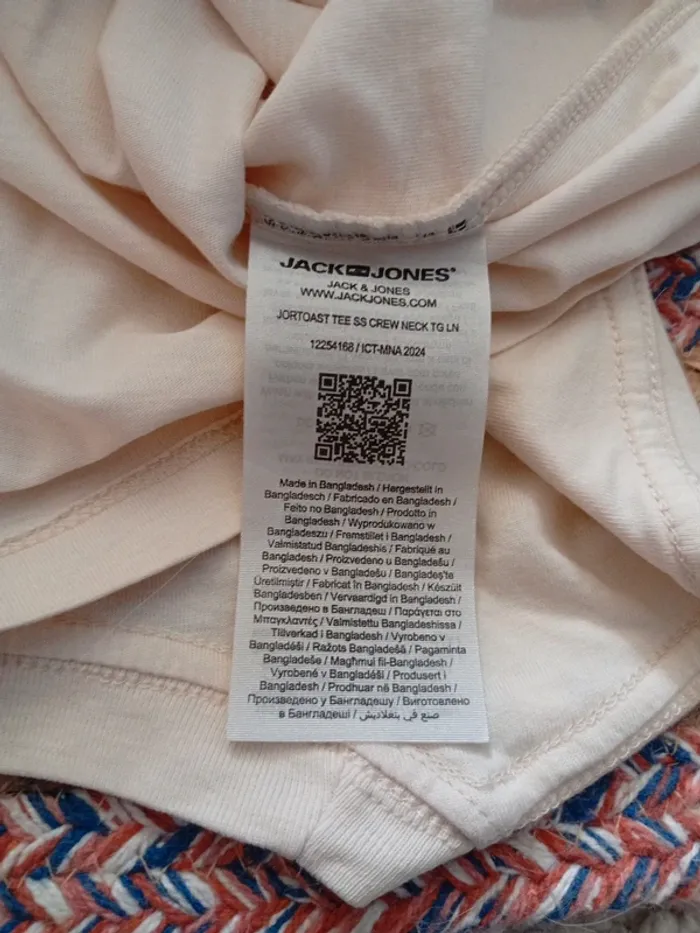 JACK & JONES®
JACK & JONES
WWW.JACKJONES.COM
JORTOAST TEE SS CREW NECK TG LN
12254168 / ICT-MNA 2024
Made in Bangladesh / Hergestellt in
Bangladesch / Fabricado en Bangladesh /
Feito no Bangladesh / Prodotto in
Bangladesh / Wyprodukowano w
Bangladeszu / Fremstillet i Bangladesh /
Valmistatud Bangladeshis / Fabriqué au
Bangladesh / Proizvedeno u Bangladešu /
Proizvedeno v Bangladešu / Bangladeş'te
Üretilmiştir / Fabricat în Bangladesh / Készült
Bangladesben / Vervaardigd in Bangladesh /
Произведено в Бангладеш / Παράγεται στο
Μπαγκλαντές / Valmistettu Bangladeshissa /
Tillverkad i Bangladesh / Vyrobeno v
Bangladéši / Ražots Bangladešā / Pagaminta
Bangladeše / Magħmul fil-Bangladesh /
Vyrobené v Bangladéši / Produsert i
Bangladesh / Prodhuar në Bangladesh /
Произведено у Бангладешу / Виготовлено
в Бангладеші / صنع في بنغلاديش